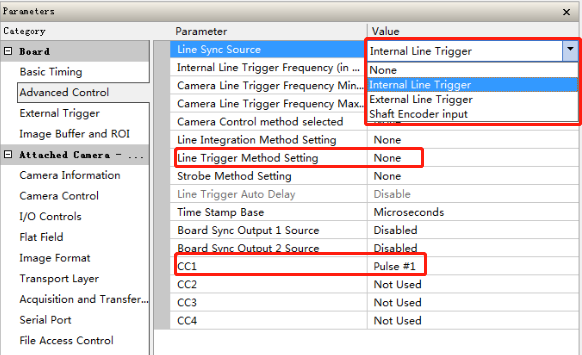 Parameters
Category
Parameter Value
Board
Line Sync Source Internal Line Trigger
Basic Timing
Internal Line Trigger Frequency (in ... None
Advanced Control
Camera Line Trigger Frequency Min... Internal Line Trigger
External Trigger
Camera Line Trigger Frequency Max... External Line Trigger
Image Buffer and ROI
Camera Control method selected Shaft Encoder input
Line Integration Method Setting None
Attached Camera - ...
Line Trigger Method Setting None
Camera Information
Strobe Method Setting None
Camera Control
Line Trigger Auto Delay Disable
I/O Controls
Time Stamp Base Microseconds
Flat Field
Board Sync Output 1 Source Disabled
Image Format
Board Sync Output 2 Source Disabled
Transport Layer
CC1 Pulse #1
Acquisition and Transfer...
CC2 Not Used
Serial Port
CC3 Not Used
File Access Control
CC4 Not Used